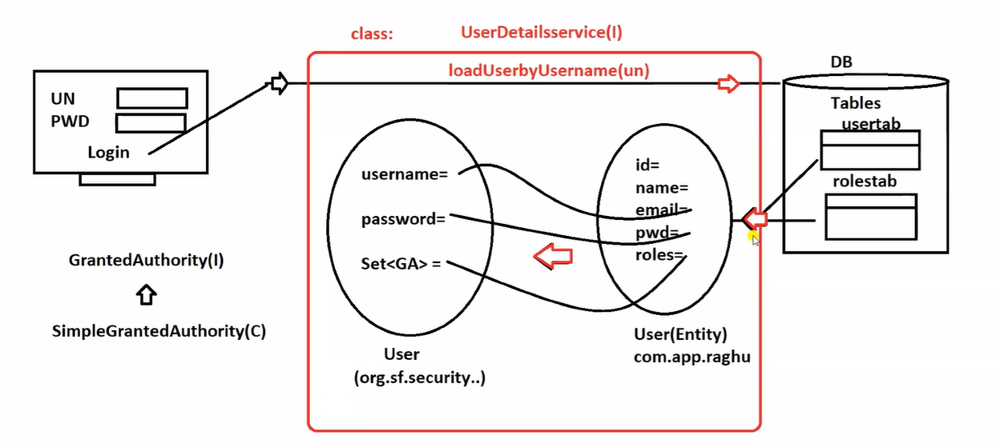 class: UserDetailsservice(I)
loadUserbyUsername(un)
DB
UN
PWD
Login
Tables
usertab
rolestab
username=
password=
Set<GA> =
id=
name=
email=
pwd=
roles=
GrantedAuthority(I)
SimpleGrantedAuthority(C)
User
(org.sf.security..)
User(Entity)
com.app.raghu